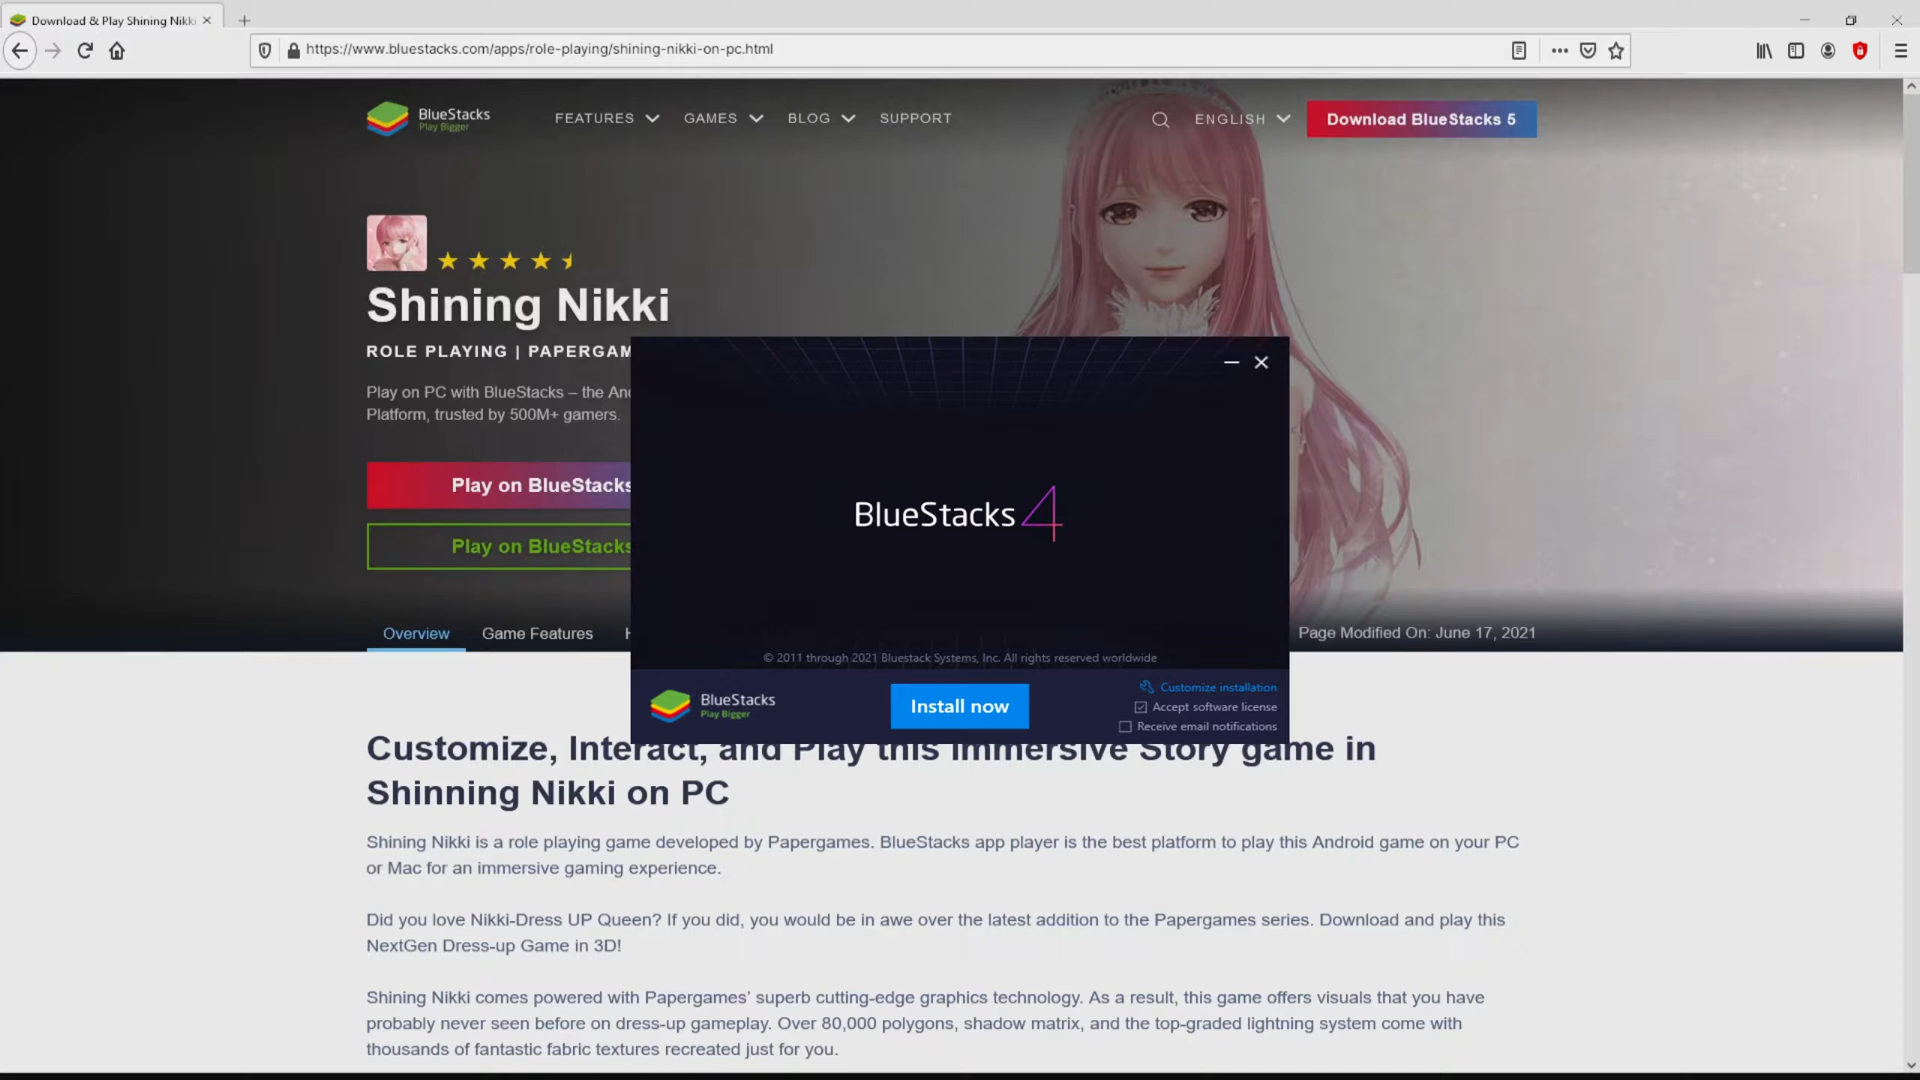 Download & Play Shining Nikki
https://www.bluestacks.com/apps/role-playing/shining-nikki-on-pc.html
BlueStacks
Play Bigger
FEATURES
GAMES
BLOG
SUPPORT
ENGLISH
Download BlueStacks 5
Shining Nikki
ROLE PLAYING | PAPERGAM
Play on PC with BlueStacks – the And
Platform, trusted by 500M+ gamers.
Play on BlueStacks
Play on BlueStacks
Overview
Game Features
H
Page Modified On: June 17, 2021
BlueStacks 4
© 2011 through 2021 Bluestack Systems, Inc. All rights reserved worldwide
BlueStacks
Play Bigger
Install now
Customize installation
Accept software license
Receive email notifications
Customize, Interact, and Play this Immersive Story game in
Shinning Nikki on PC
Shining Nikki is a role playing game developed by Papergames. BlueStacks app player is the best platform to play this Android game on your PC
or Mac for an immersive gaming experience.
Did you love Nikki-Dress UP Queen? If you did, you would be in awe over the latest addition to the Papergames series. Download and play this
NextGen Dress-up Game in 3D!
Shining Nikki comes powered with Papergames’ superb cutting-edge graphics technology. As a result, this game offers visuals that you have
probably never seen before on dress-up gameplay. Over 80,000 polygons, shadow matrix, and the top-graded lightning system come with
thousands of fantastic fabric textures recreated just for you.